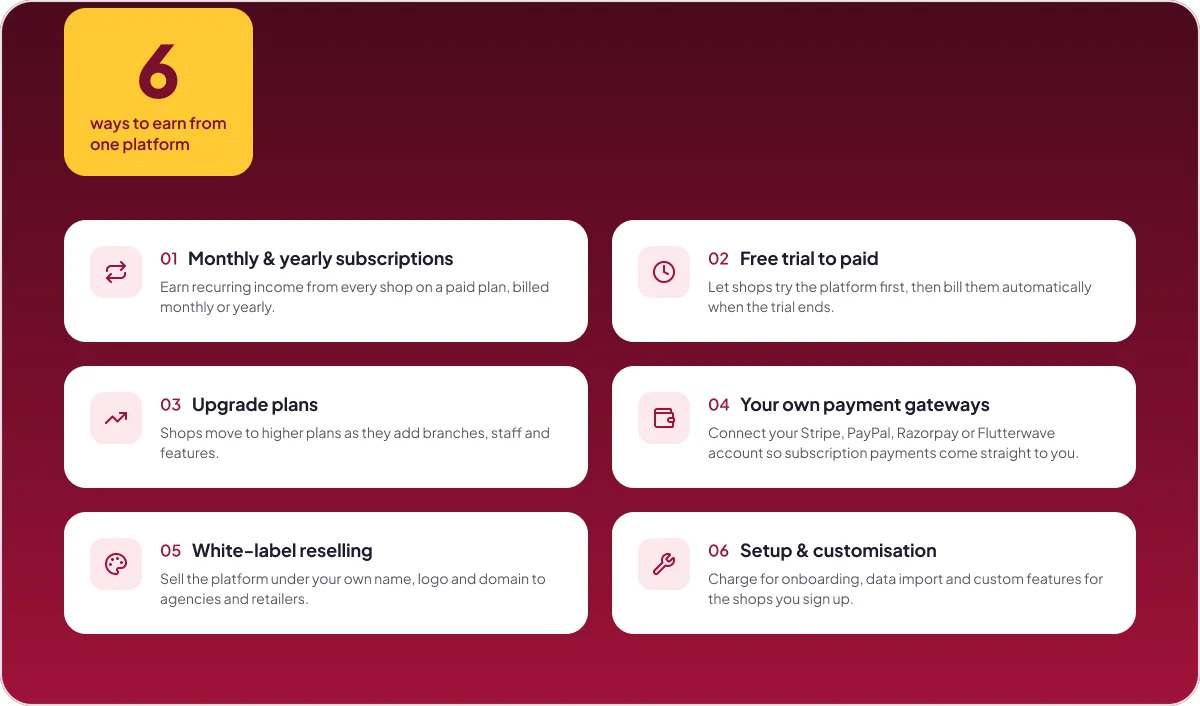 6
ways to earn from
one platform
01 Monthly & yearly subscriptions
Earn recurring income from every shop on a paid plan, billed
monthly or yearly.
02 Free trial to paid
Let shops try the platform first, then bill them automatically
when the trial ends.
03 Upgrade plans
Shops move to higher plans as they add branches, staff and
features.
04 Your own payment gateways
Connect your Stripe, PayPal, Razorpay or Flutterwave
account so subscription payments come straight to you.
05 White-label reselling
Sell the platform under your own name, logo and domain to
agencies and retailers.
06 Setup & customisation
Charge for onboarding, data import and custom features for
the shops you sign up.